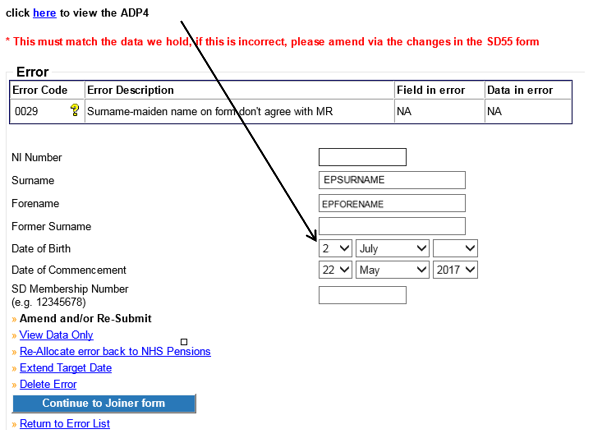 click here to view the ADP4
* This must match the data we hold, if this is incorrect, please amend via the changes in the SD55 form
Error
Error Code Error Description Field in error Data in error
0029 ? Surname-maiden name on form don't agree with MR NA NA
NI Number
Surname EPSURNAME
Forename EPFORENAME
Former Surname
Date of Birth 2 July
Date of Commencement 22 May 2017
SD Membership Number
(e.g. 12345678)
» Amend and/or Re-Submit
» View Data Only
» Re-Allocate error back to NHS Pensions
» Extend Target Date
» Delete Error
Continue to Joiner form
» Return to Error List